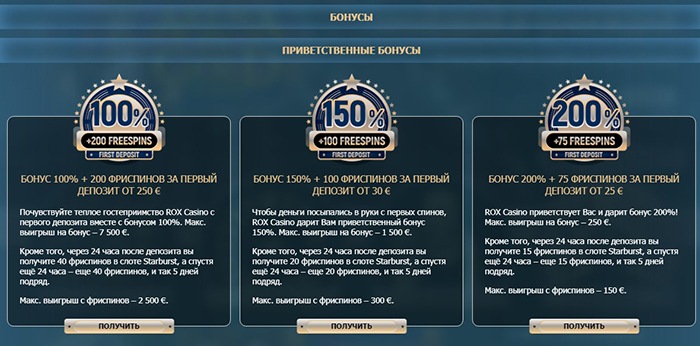 БОНУСЫ
ПРИВЕТСТВЕННЫЕ БОНУСЫ
100%
+200 FREESPINS
FIRST DEPOSIT
БОНУС 100% + 200 ФРИСПИНОВ ЗА ПЕРВЫЙ
ДЕПОЗИТ ОТ 250 €
Почувствуйте теплое гостеприимство ROX Casino с
первого депозита вместе с бонусом 100%. Макс.
выигрыш на бонус – 7 500 €.
Кроме того, через 24 часа после депозита вы
получите 40 фриспинов в слоте Starburst, а спустя
ещё 24 часа – еще 40 фриспинов, и так 5 дней
подряд.
Макс. выигрыш с фриспинов – 2 500 €.
ПОЛУЧИТЬ
150%
+100 FREESPINS
FIRST DEPOSIT
БОНУС 150% + 100 ФРИСПИНОВ ЗА ПЕРВЫЙ
ДЕПОЗИТ ОТ 30 €
Чтобы деньги посыпались в руки с первых спинов,
ROX Casino дарит Вам приветственный бонус
150%. Макс. выигрыш на бонус – 1 500 €.
Кроме того, через 24 часа после депозита вы
получите 20 фриспинов в слоте Starburst, а спустя
ещё 24 часа – еще 20 фриспинов, и так 5 дней
подряд.
Макс. выигрыш с фриспинов – 300 €.
ПОЛУЧИТЬ
200%
+75 FREESPINS
FIRST DEPOSIT
БОНУС 200% + 75 ФРИСПИНОВ ЗА ПЕРВЫЙ
ДЕПОЗИТ ОТ 25 €
ROX Casino приветствует Вас и дарит бонус 200%!
Макс. выигрыш на бонус – 250 €.
Кроме того, через 24 часа после депозита вы
получите 15 фриспинов в слоте Starburst, а спустя
ещё 24 часа – еще 15 фриспинов, и так 5 дней
подряд.
Макс. выигрыш с фриспинов – 150 €.
ПОЛУЧИТЬ